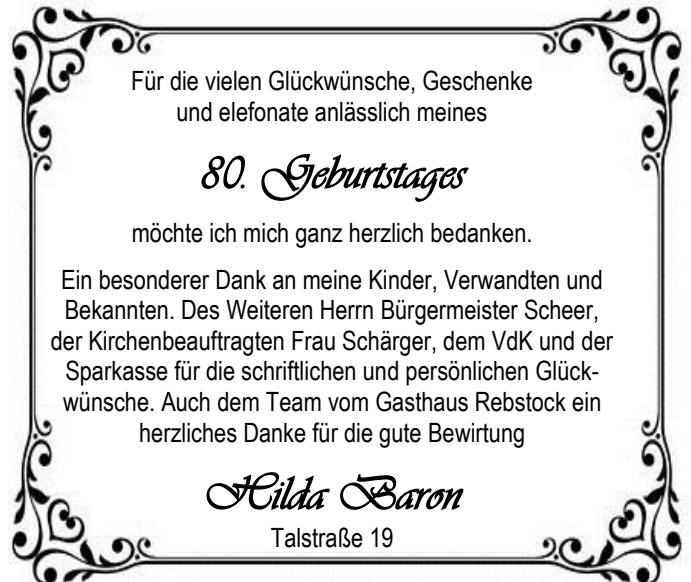 Für die vielen Glückwünsche, Geschenke
und elefonate anlässlich meines
80. Geburtstages
möchte ich mich ganz herzlich bedanken.
Ein besonderer Dank an meine Kinder, Verwandten und
Bekannten. Des Weiteren Herrn Bürgermeister Scheer,
der Kirchenbeauftragten Frau Schärger, dem VdK und der
Sparkasse für die schriftlichen und persönlichen Glück-
wünsche. Auch dem Team vom Gasthaus Rebstock ein
herzliches Danke für die gute Bewirtung
Hilda Baron
Talstraße 19